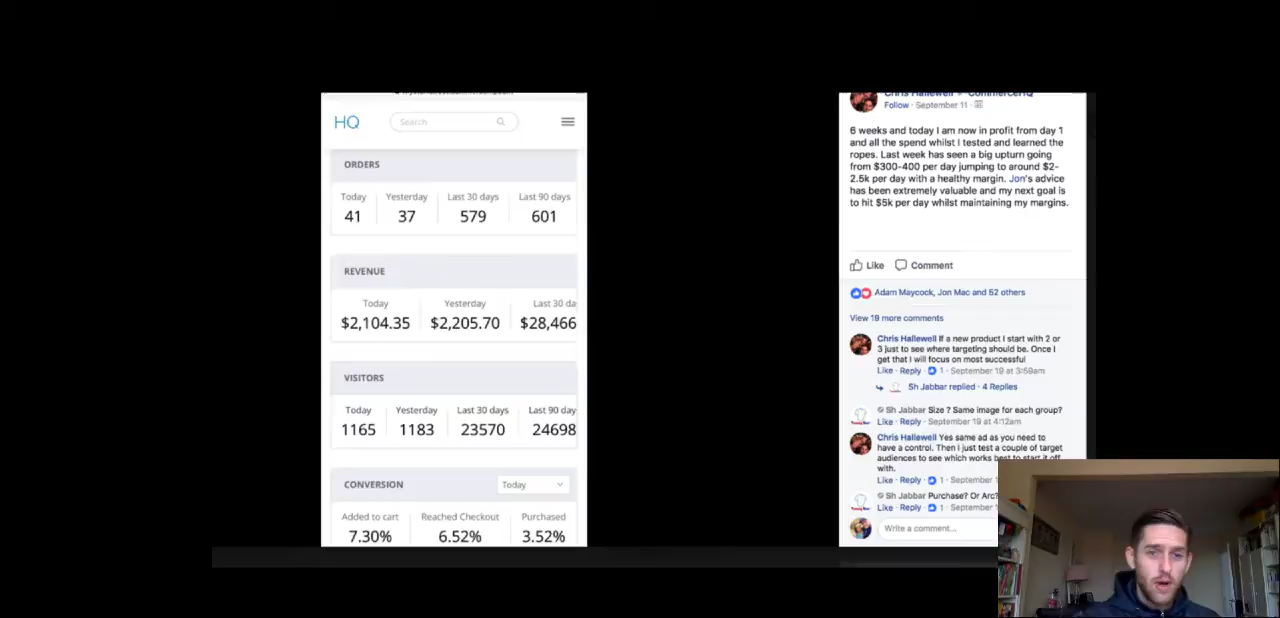 HQ
Search
ORDERS
Today Yesterday Last 30 days Last 90 days
41 37 579 601
REVENUE
Today Yesterday Last 30 da
$2,104.35 $2,205.70 $28,466
VISITORS
Today Yesterday Last 30 days Last 90 day
1165 1183 23570 24698
CONVERSION Today
Added to cart Reached Checkout Purchased
7.30% 6.52% 3.52%
Chris Hallewell CommerceHQ
Follow · September 11 ·
6 weeks and today I am now in profit from day 1
and all the spend whilst I tested and learned the
ropes. Last week has seen a big upturn going
from $300-400 per day jumping to around $2-
2.5k per day with a healthy margin. Jon's advice
has been extremely valuable and my next goal is
to hit $5k per day whilst maintaining my margins.
Like Comment
Adam Maycock, Jon Mac and 52 others
View 19 more comments
Chris Hallewell If a new product I start with 2 or
3 just to see where targeting should be. Once I
get that I will focus on most successful
Like · Reply · 1 · September 19 at 3:59am
Sh Jabbar replied · 4 Replies
Sh Jabbar Size ? Same image for each group?
Like · Reply · September 19 at 4:12am
Chris Hallewell Yes same ad as you need to
have a control. Then I just test a couple of target
audiences to see which works best to start it off
with.
Like · Reply · 1 · September 1
Sh Jabbar Purchase? Or Arc?
Like · Reply · 1 · September 1
Write a comment...